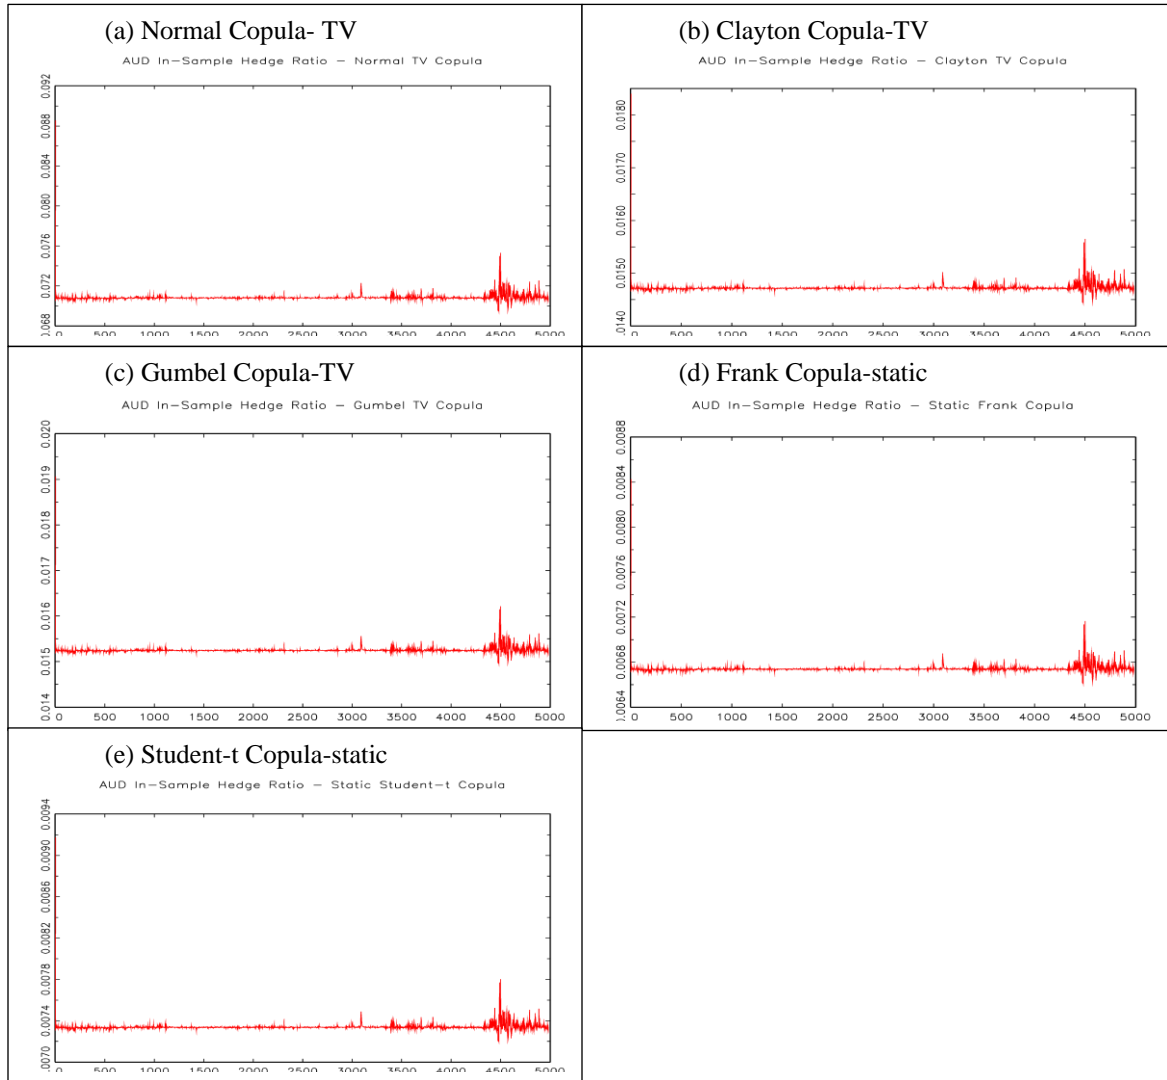 (a) Normal Copula- TV
AUD In-Sample Hedge Ratio - Normal TV Copula
0.092
0.088
0.084
0.080
0.076
0.072
.068
500 1000 1500 2000 2500 3000 3500 4000 4500 5000
(b) Clayton Copula-TV
AUD In-Sample Hedge Ratio - Clayton TV Copula
0.0180
0.0170
0.0160
0.0150
.0140
500 1000 1500 2000 2500 3000 3500 4000 4500 5000
(c) Gumbel Copula-TV
AUD In-Sample Hedge Ratio - Gumbel TV Copula
0.020
0.019
0.018
0.017
0.016
0.015
0.014
500 1000 1500 2000 2500 3000 3500 4000 4500 5000
(d) Frank Copula-static
AUD In-Sample Hedge Ratio - Static Frank Copula
0.0088
0.0084
0.0080
0.0076
0.0072
0.0068
.0064
500 1000 1500 2000 2500 3000 3500 4000 4500 5000
(e) Student-t Copula-static
AUD In-Sample Hedge Ratio - Static Student-t Copula
0.0094
0.0090
0.0086
0.0082
0.0078
0.0074
.0070
500 1000 1500 2000 2500 3000 3500 4000 4500 5000